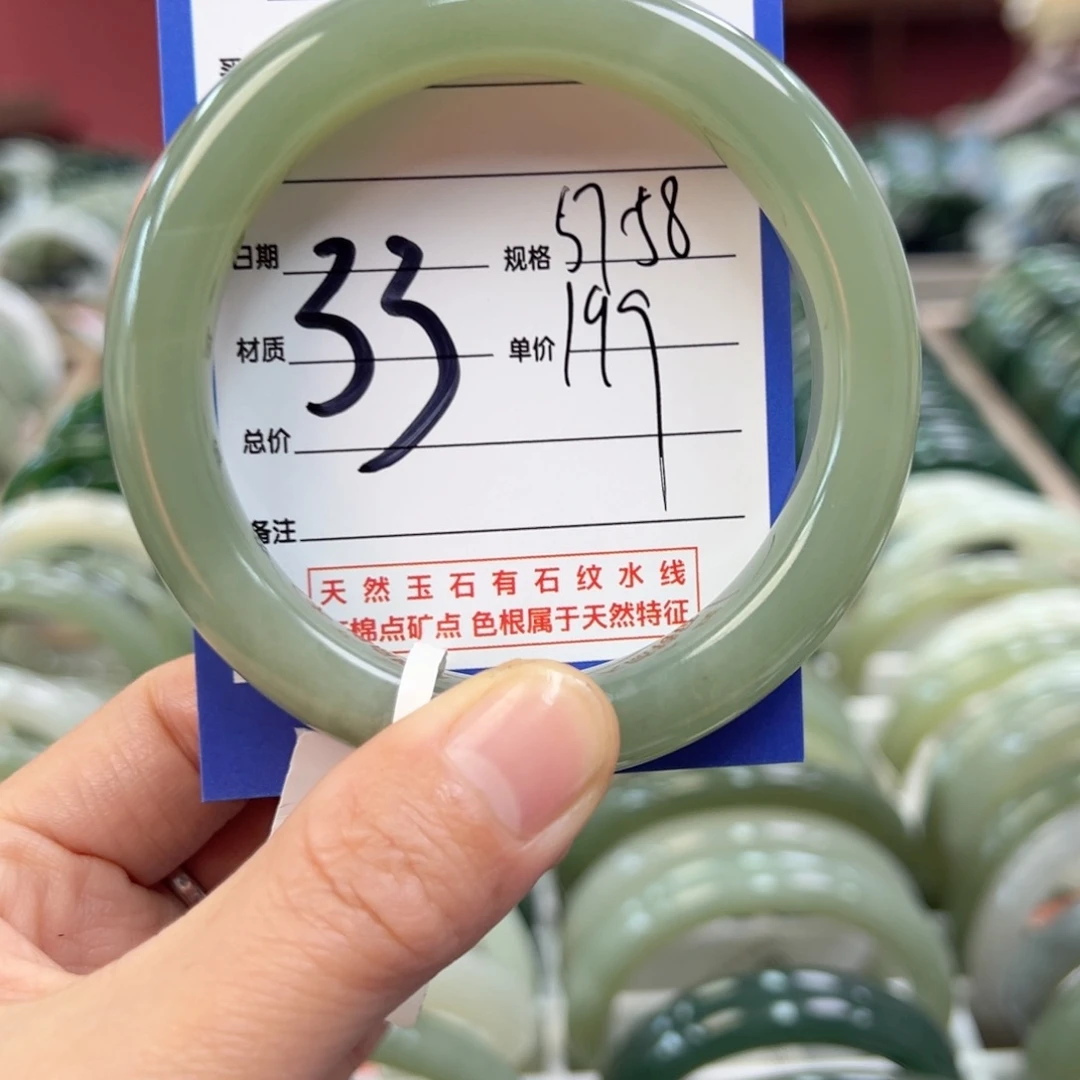 日期 33 规格 57-58
材质 单价 199
总价
备注
天然玉石有石纹水线
棉点矿点 色根属于天然特征